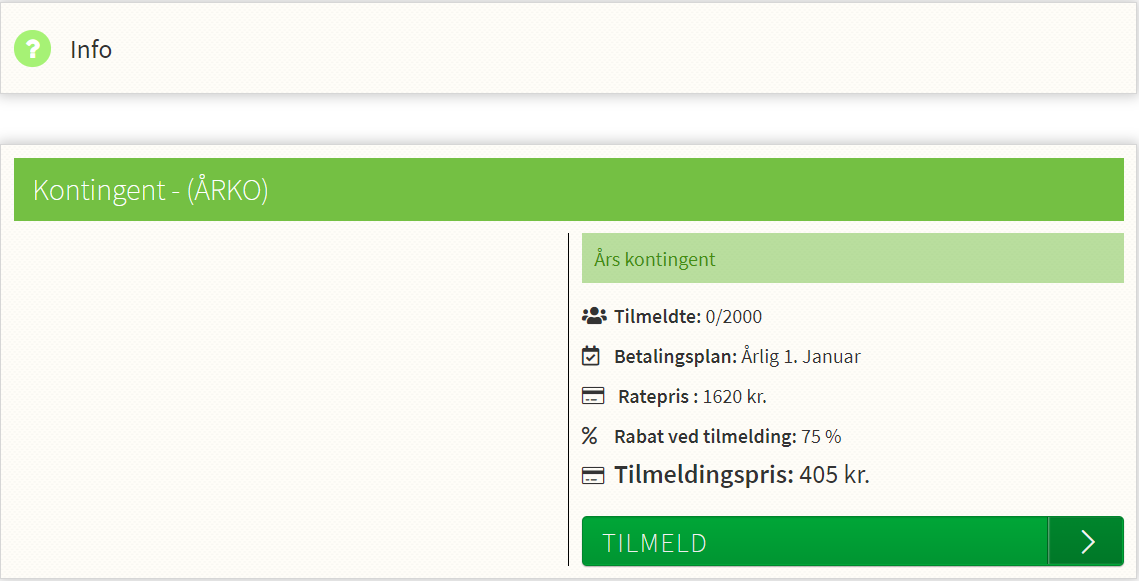 Info
Kontingent - (ÅRKO)
Års kontingent
Tilmeldte: 0/2000
Betalingsplan: Årlig 1. Januar
Ratepris : 1620 kr.
Rabat ved tilmelding: 75 %
Tilmeldingspris: 405 kr.
TILMELD